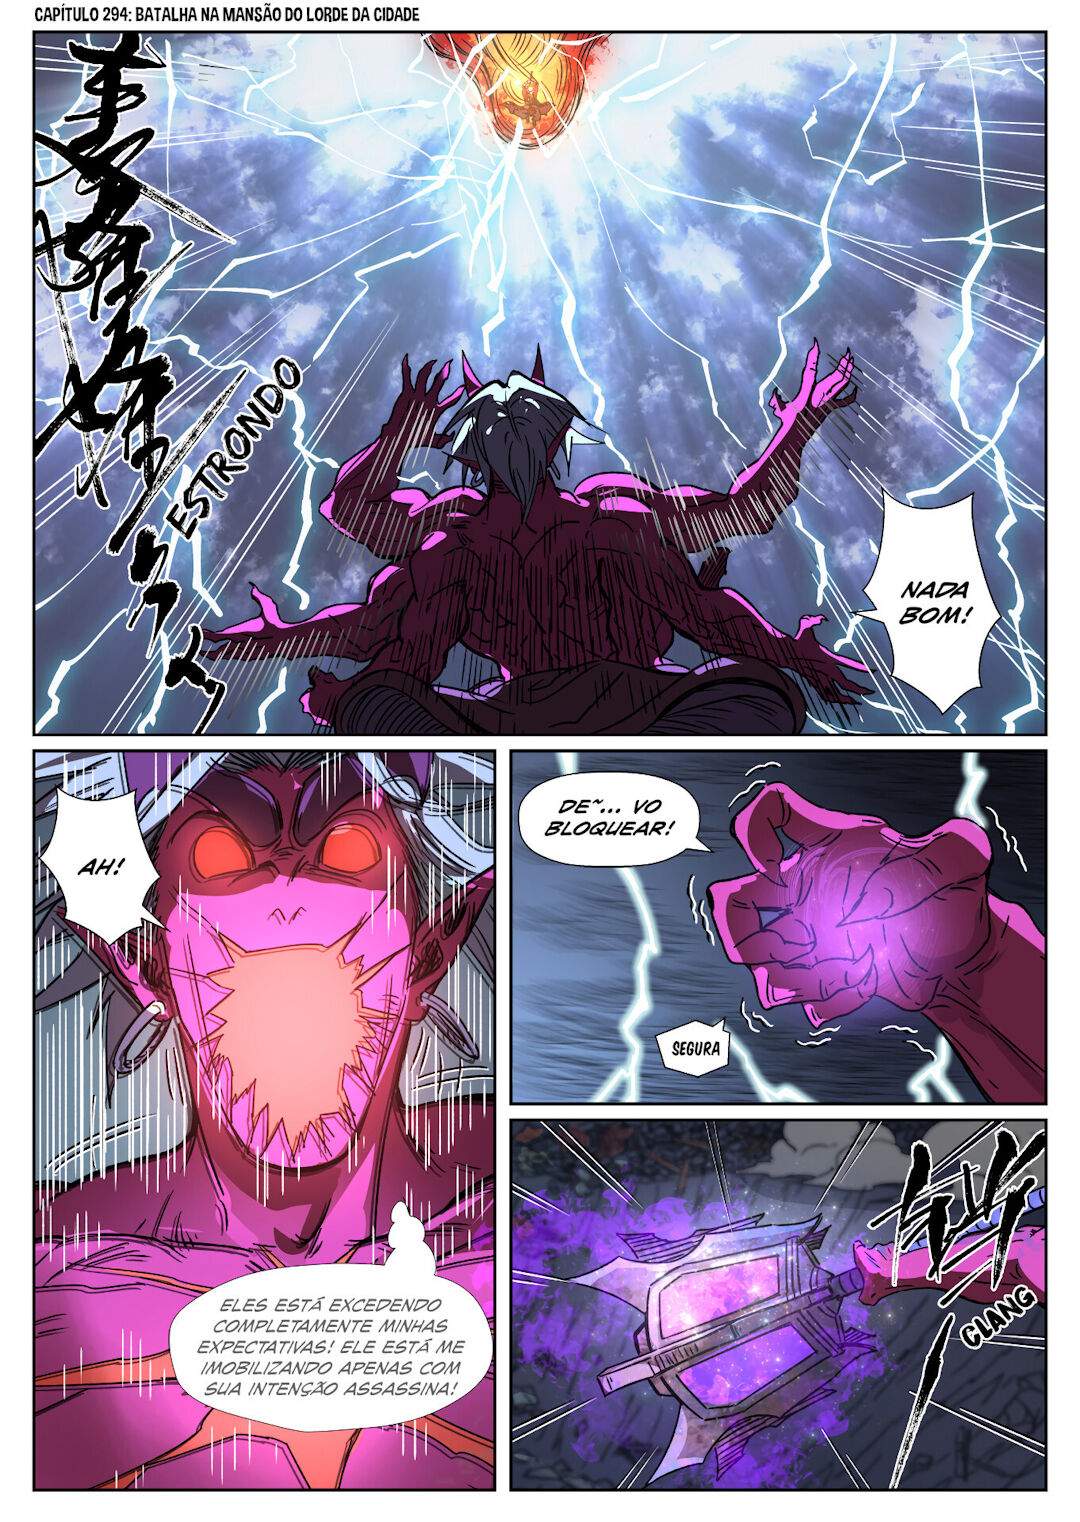 CAPÍTULO 294: BATALHA NA MANSÃO DO LORDE DA CIDADE
ESTRONDO
NADA
BOM!
AH!
DE~... VO
BLOQUEAR!
SEGURA
ELES ESTÁ EXCEDENDO
COMPLETAMENTE MINHAS
EXPECTATIVAS! ELE ESTÁ ME
IMOBILIZANDO APENAS COM
SUA INTENÇÃO ASSASSINA!
CLANG